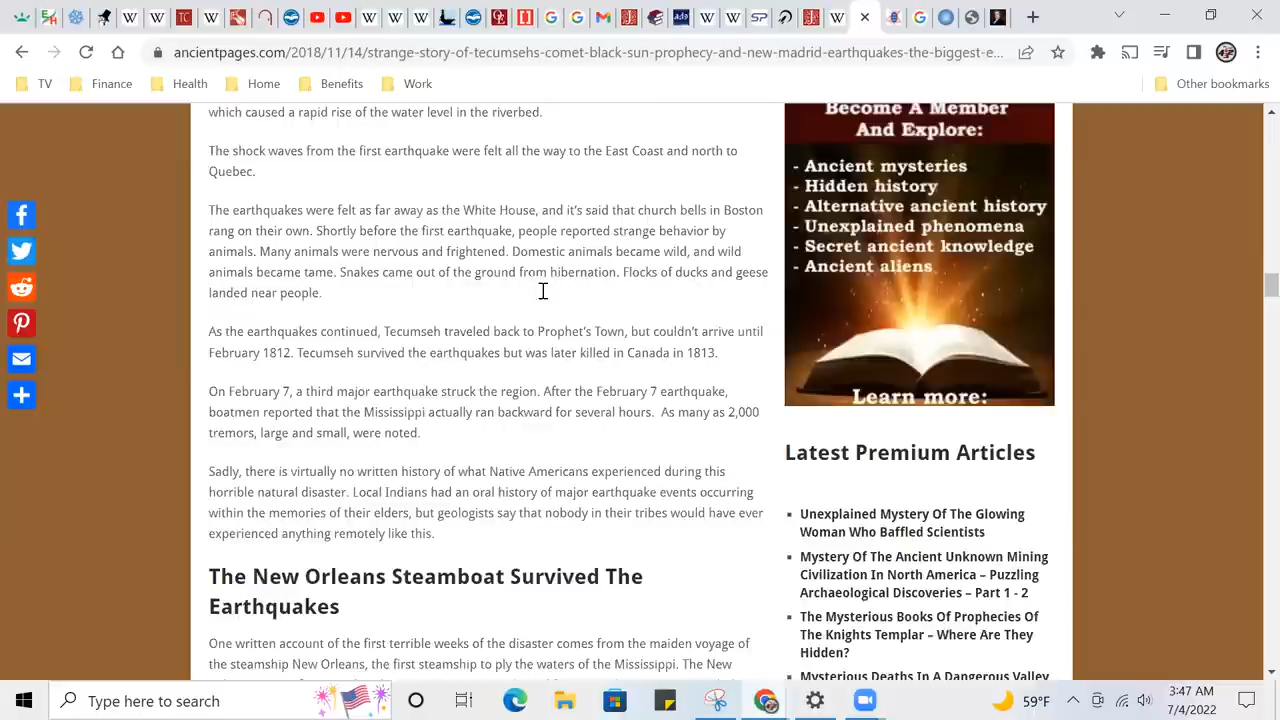 ancientpages.com/2018/11/14/strange-story-of-tecumsehs-comet-black-sun-prophecy-and-new-madrid-earthquakes-the-biggest-e...
TV
Finance
Health
Home
Benefits
Work
Other bookmarks
which caused a rapid rise of the water level in the riverbed.
The shock waves from the first earthquake were felt all the way to the East Coast and north to
Quebec.
The earthquakes were felt as far away as the White House, and it's said that church bells in Boston
rang on their own. Shortly before the first earthquake, people reported strange behavior by
animals. Many animals were nervous and frightened. Domestic animals became wild, and wild
animals became tame. Snakes came out of the ground from hibernation. Flocks of ducks and geese
landed near people.
As the earthquakes continued, Tecumseh traveled back to Prophet's Town, but couldn't arrive until
February 1812. Tecumseh survived the earthquakes but was later killed in Canada in 1813.
On February 7, a third major earthquake struck the region. After the February 7 earthquake,
boatmen reported that the Mississippi actually ran backward for several hours.  As many as 2,000
tremors, large and small, were noted.
Sadly, there is virtually no written history of what Native Americans experienced during this
horrible natural disaster. Local Indians had an oral history of major earthquake events occurring
within the memories of their elders, but geologists say that nobody in their tribes would have ever
experienced anything remotely like this.
The New Orleans Steamboat Survived The
Earthquakes
One written account of the first terrible weeks of the disaster comes from the maiden voyage of
the steamship New Orleans, the first steamship to ply the waters of the Mississippi. The New
Become A Member
And Explore:
- Ancient mysteries
- Hidden history
- Alternative ancient history
- Unexplained phenomena
- Secret ancient knowledge
- Ancient aliens
Learn more:
Latest Premium Articles
Unexplained Mystery Of The Glowing
Woman Who Baffled Scientists
Mystery Of The Ancient Unknown Mining
Civilization In North America – Puzzling
Archaeological Discoveries – Part 1 - 2
The Mysterious Books Of Prophecies Of
The Knights Templar – Where Are They
Hidden?
Mysterious Deaths In A Dangerous Valley
Type here to search
59°F
3:47 AM
7/4/2022